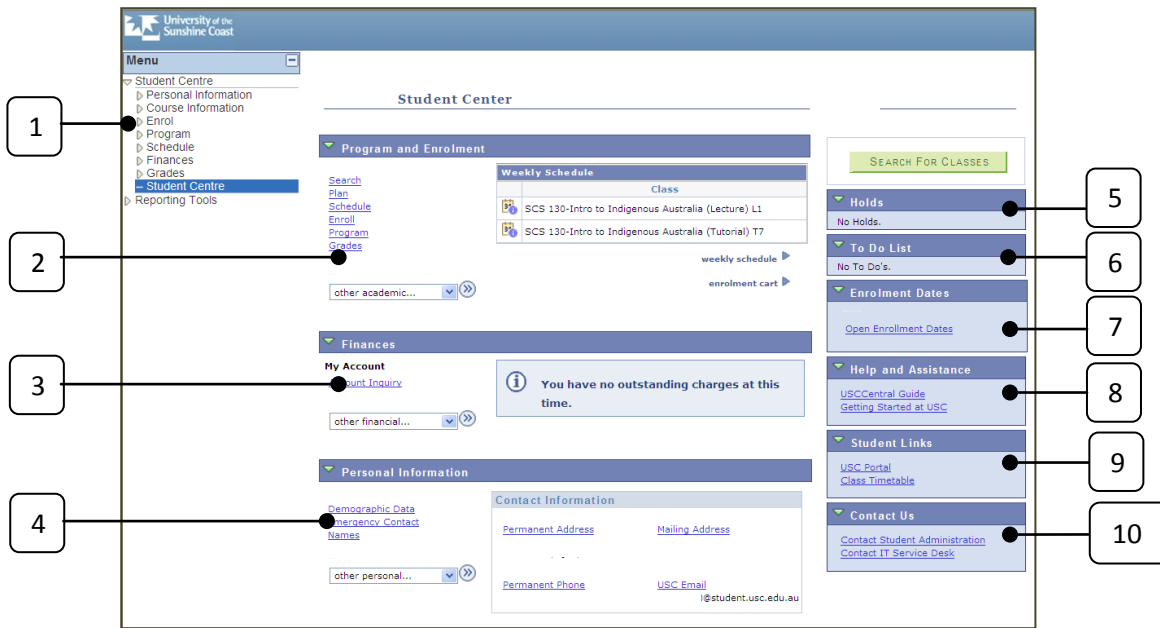 University of the
Sunshine Coast
Menu
Student Centre
Personal Information
Course Information
Enrol
Program
Schedule
Finances
Grades
Student Centre
Reporting Tools
1
2
3
4
Student Center
Program and Enrolment
Search
Plan
Schedule
Enroll
Program
Grades
other academic...
Weekly Schedule
Class
SCS 130-Intro to Indigenous Australia (Lecture) L1
SCS 130-Intro to Indigenous Australia (Tutorial) T7
weekly schedule
enrolment cart
Finances
My Account
ount Inquiry
other financial...
You have no outstanding charges at this
time.
Personal Information
Demographic Data
mergency Contact
Names
other personal...
Contact Information
Permanent Address Mailing Address
Permanent Phone USC Email
@student.usc.edu.au
SEARCH FOR CLASSES
Holds
No Holds.
To Do List
No To Do's.
Enrolment Dates
Open Enrollment Dates
Help and Assistance
USCCentral Guide
Getting Started at USC
Student Links
USC Portal
Class Timetable
Contact Us
Contact Student Administration
Contact IT Service Desk
5
6
7
8
9
10